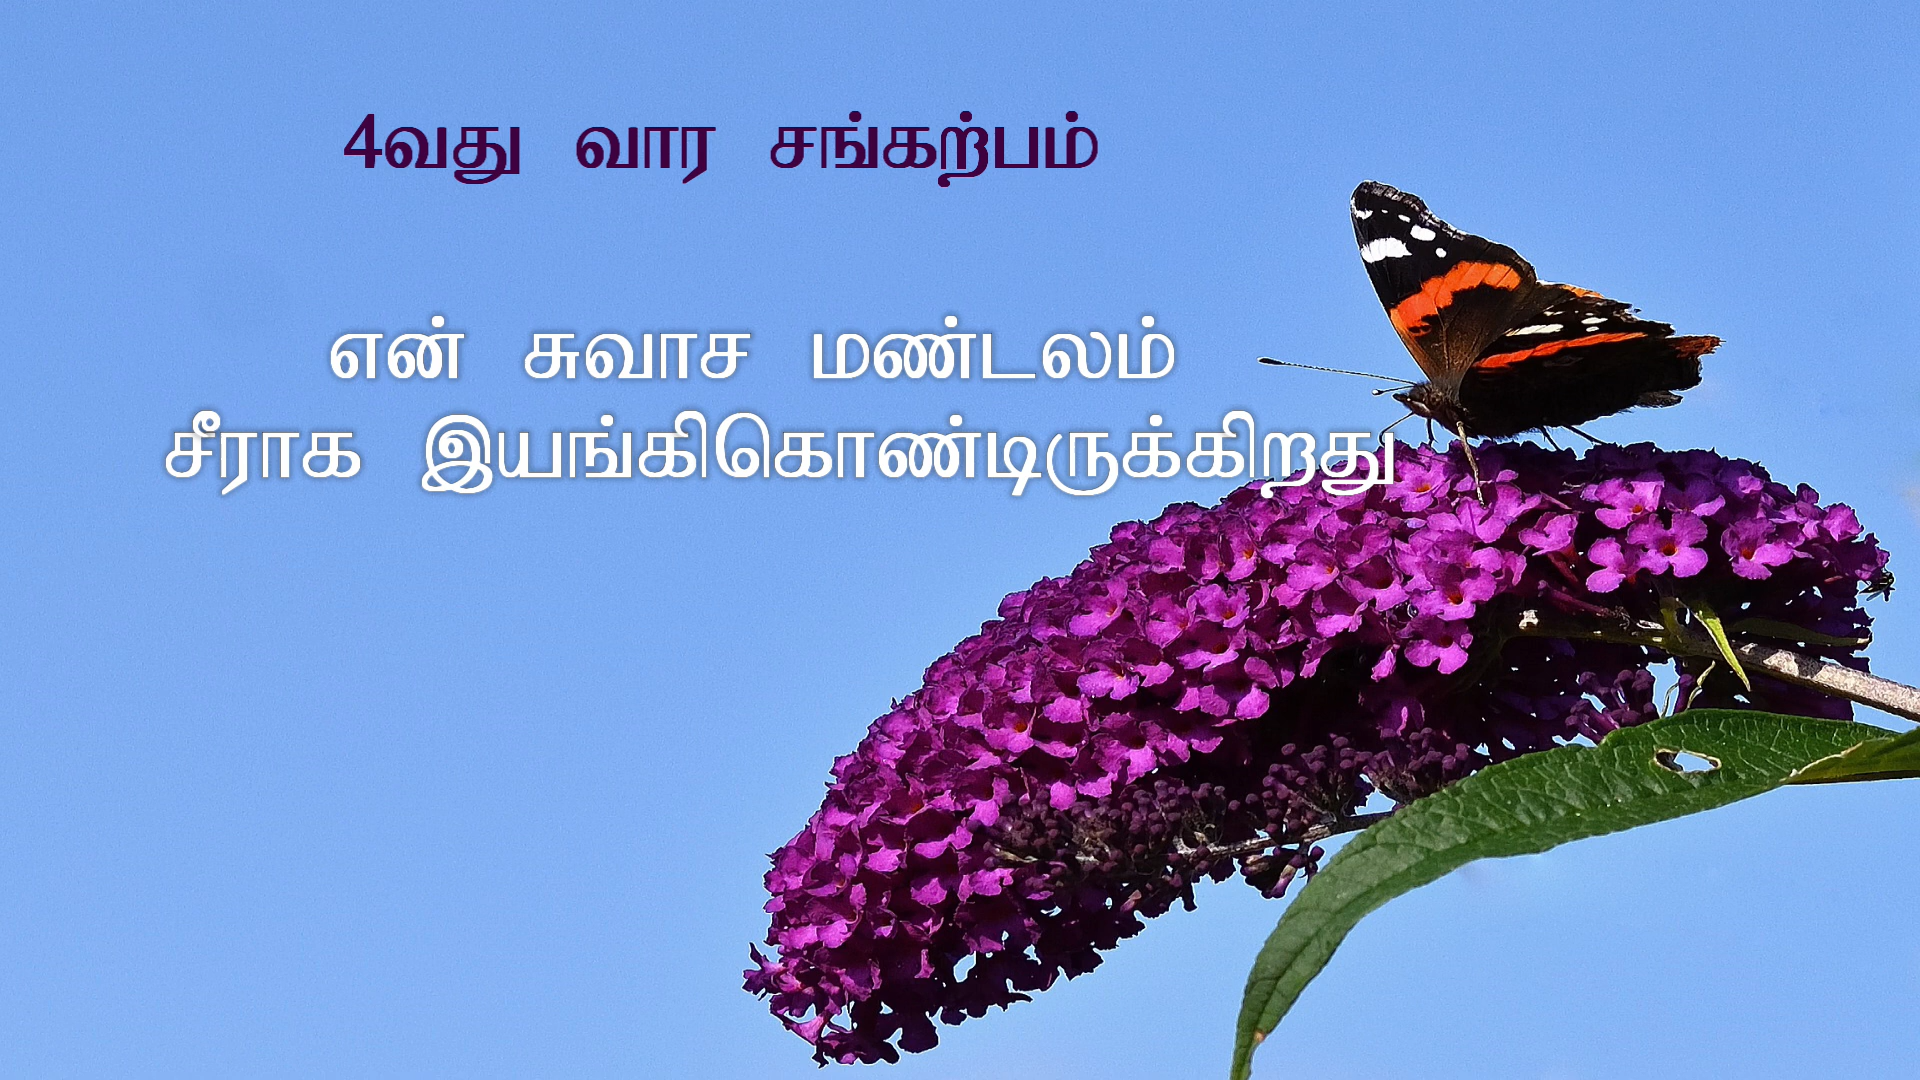 4வது வார சங்கற்பம்
என் சுவாச மண்டலம்
சீராக இயங்கிகொண்டிருக்கிறது